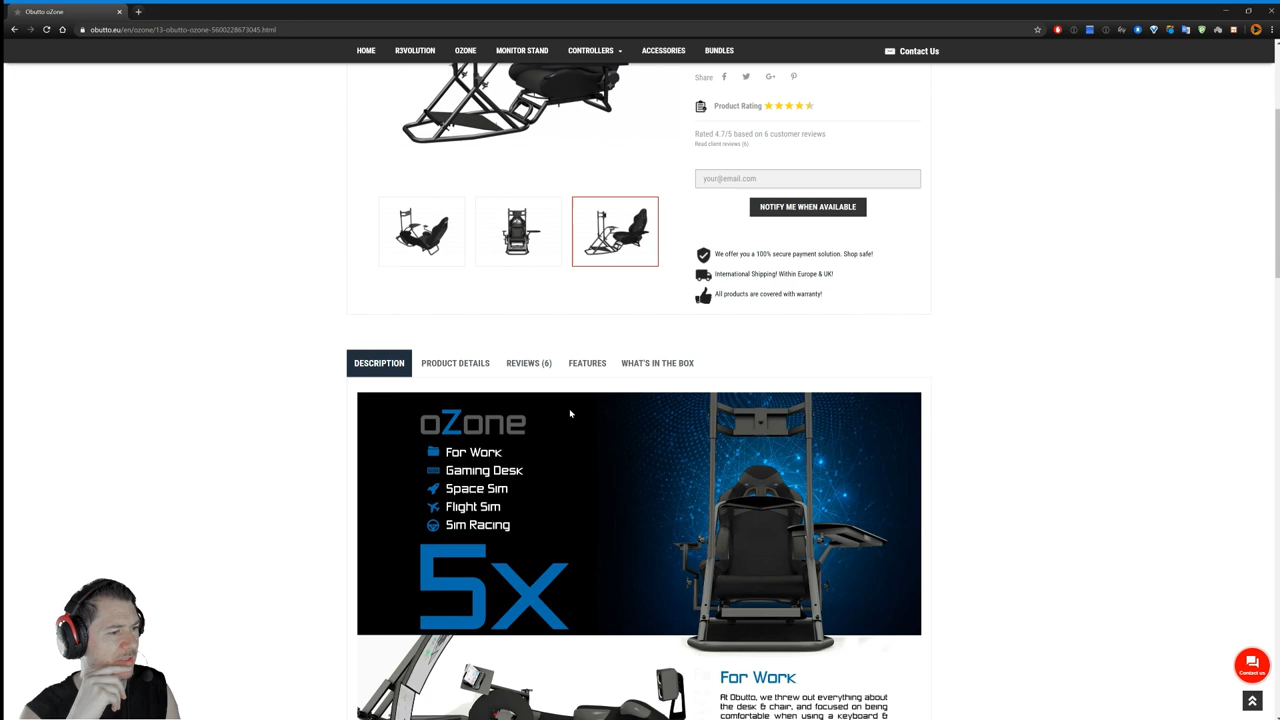 Obutto oZone
obutto.eu/en/ozone/13-obutto-ozone-5600228673045.html
HOME R3VOLUTION OZONE MONITOR STAND CONTROLLERS ACCESSORIES BUNDLES Contact Us
Share
Product Rating
Rated 4.7/5 based on 6 customer reviews
Read client reviews (6)
your@email.com
NOTIFY ME WHEN AVAILABLE
We offer you a 100% secure payment solution. Shop safe!
International Shipping! Within Europe & UK!
All products are covered with warranty!
DESCRIPTION PRODUCT DETAILS REVIEWS (6) FEATURES WHAT'S IN THE BOX
oZone
For Work
Gaming Desk
Space Sim
Flight Sim
Sim Racing
5x
For Work
At Obutto, we threw out everything about
the desk & chair, and focused on being
comfortable when using a keyboard &
Contact us